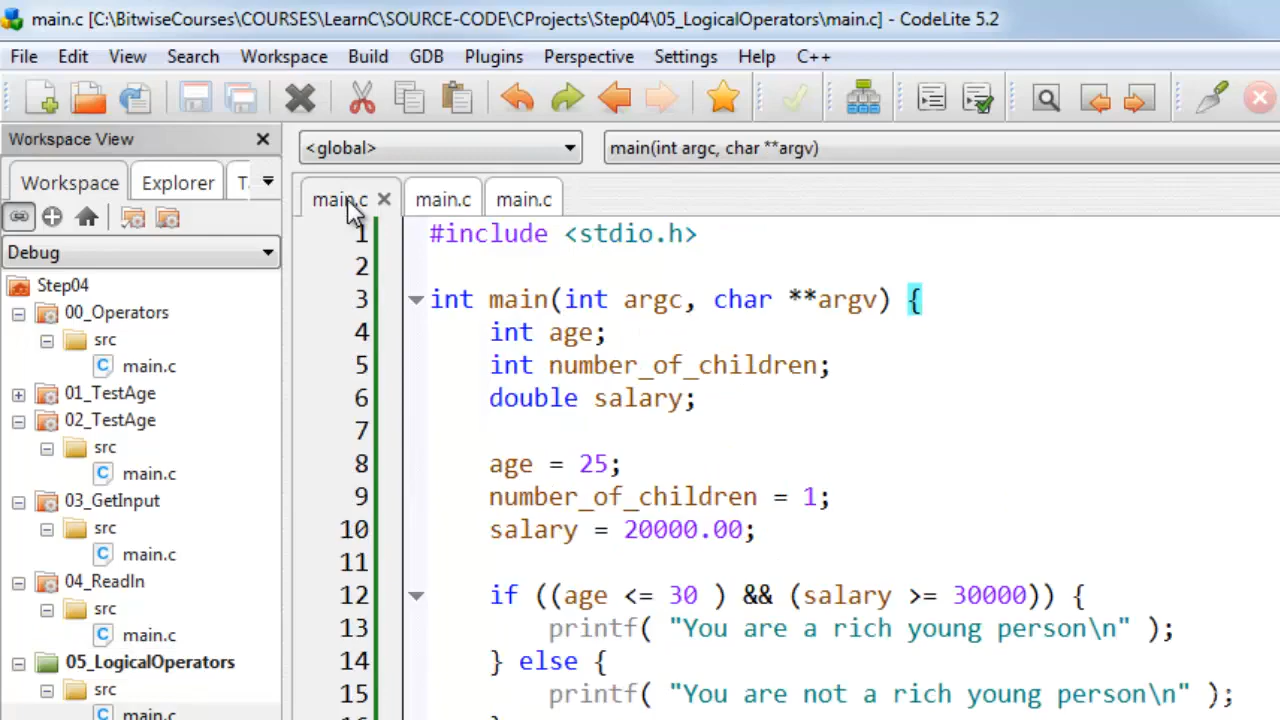 main.c [C:\BitwiseCourses\COURSES\LearnC\SOURCE-CODE\CProjects\Step04\05_LogicalOperators\main.c] - CodeLite 5.2
File Edit View Search Workspace Build GDB Plugins Perspective Settings Help C++
Workspace View
<global>
main(int argc, char **argv)
Workspace Explorer T
Debug
Step04
00_Operators
src
main.c
01_TestAge
02_TestAge
src
main.c
03_GetInput
src
main.c
04_ReadIn
src
main.c
05_LogicalOperators
src
main.c
main.c main.c main.c
1 #include <stdio.h>
2
3 int main(int argc, char **argv) {
4 int age;
5 int number_of_children;
6 double salary;
7
8 age = 25;
9 number_of_children = 1;
10 salary = 20000.00;
11
12 if ((age <= 30 ) && (salary >= 30000)) {
13 printf( "You are a rich young person\n" );
14 } else {
15 printf( "You are not a rich young person\n" );